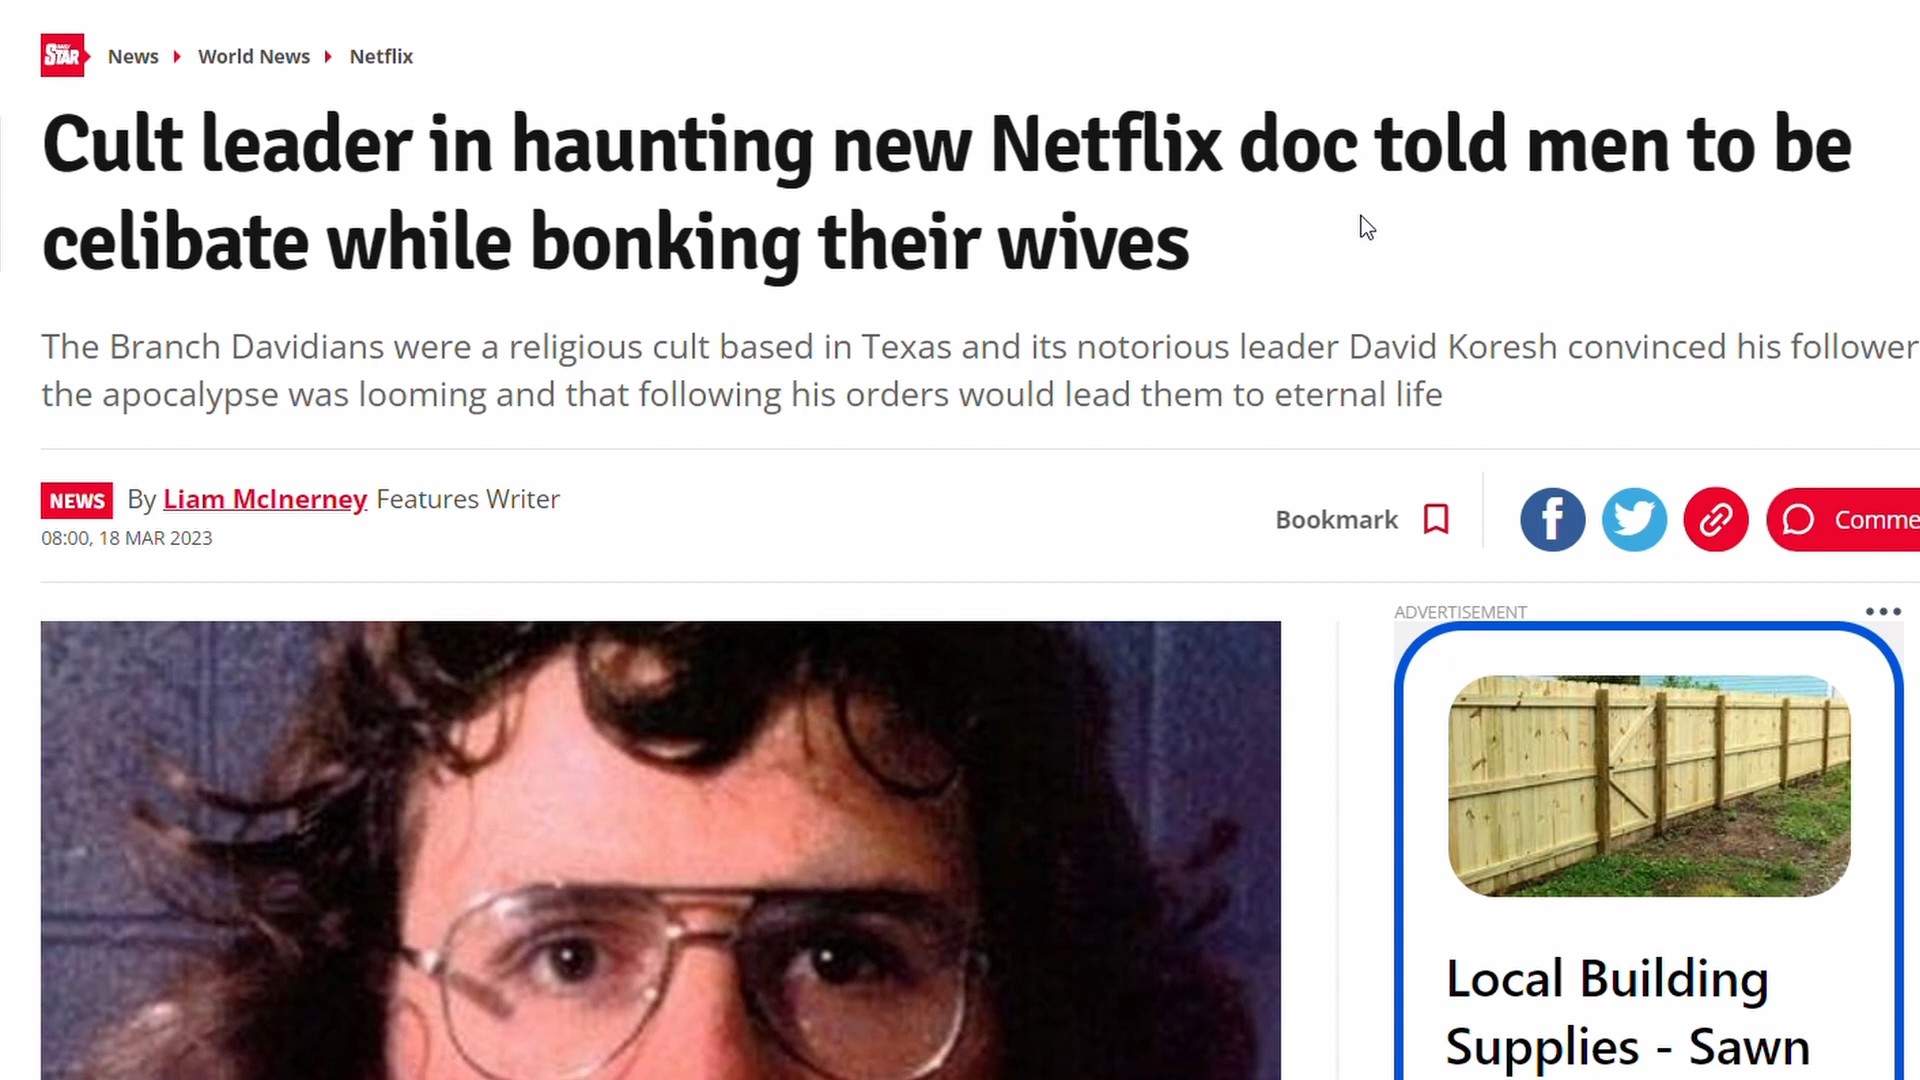 DAILY STAR News World News Netflix
Cult leader in haunting new Netflix doc told men to be
celibate while bonking their wives
The Branch Davidians were a religious cult based in Texas and its notorious leader David Koresh convinced his follower
the apocalypse was looming and that following his orders would lead them to eternal life
NEWS By Liam McInerney Features Writer
08:00, 18 MAR 2023
Bookmark
Comme
ADVERTISEMENT
Local Building
Supplies - Sawn